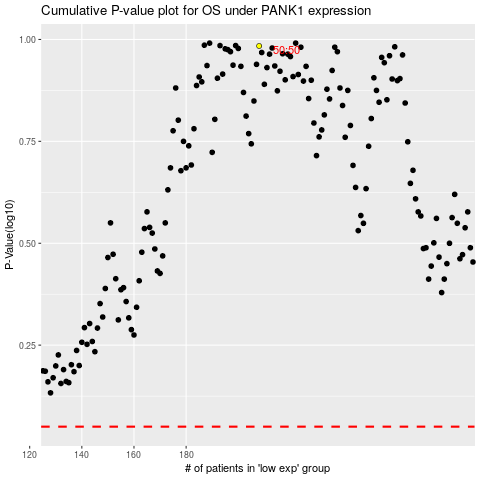 Cumulative P-value plot for OS under PANK1 expression
1.00
50:50
0.75
P-Value(log10)
0.50
0.25
120 140 160 180
# of patients in 'low exp' group